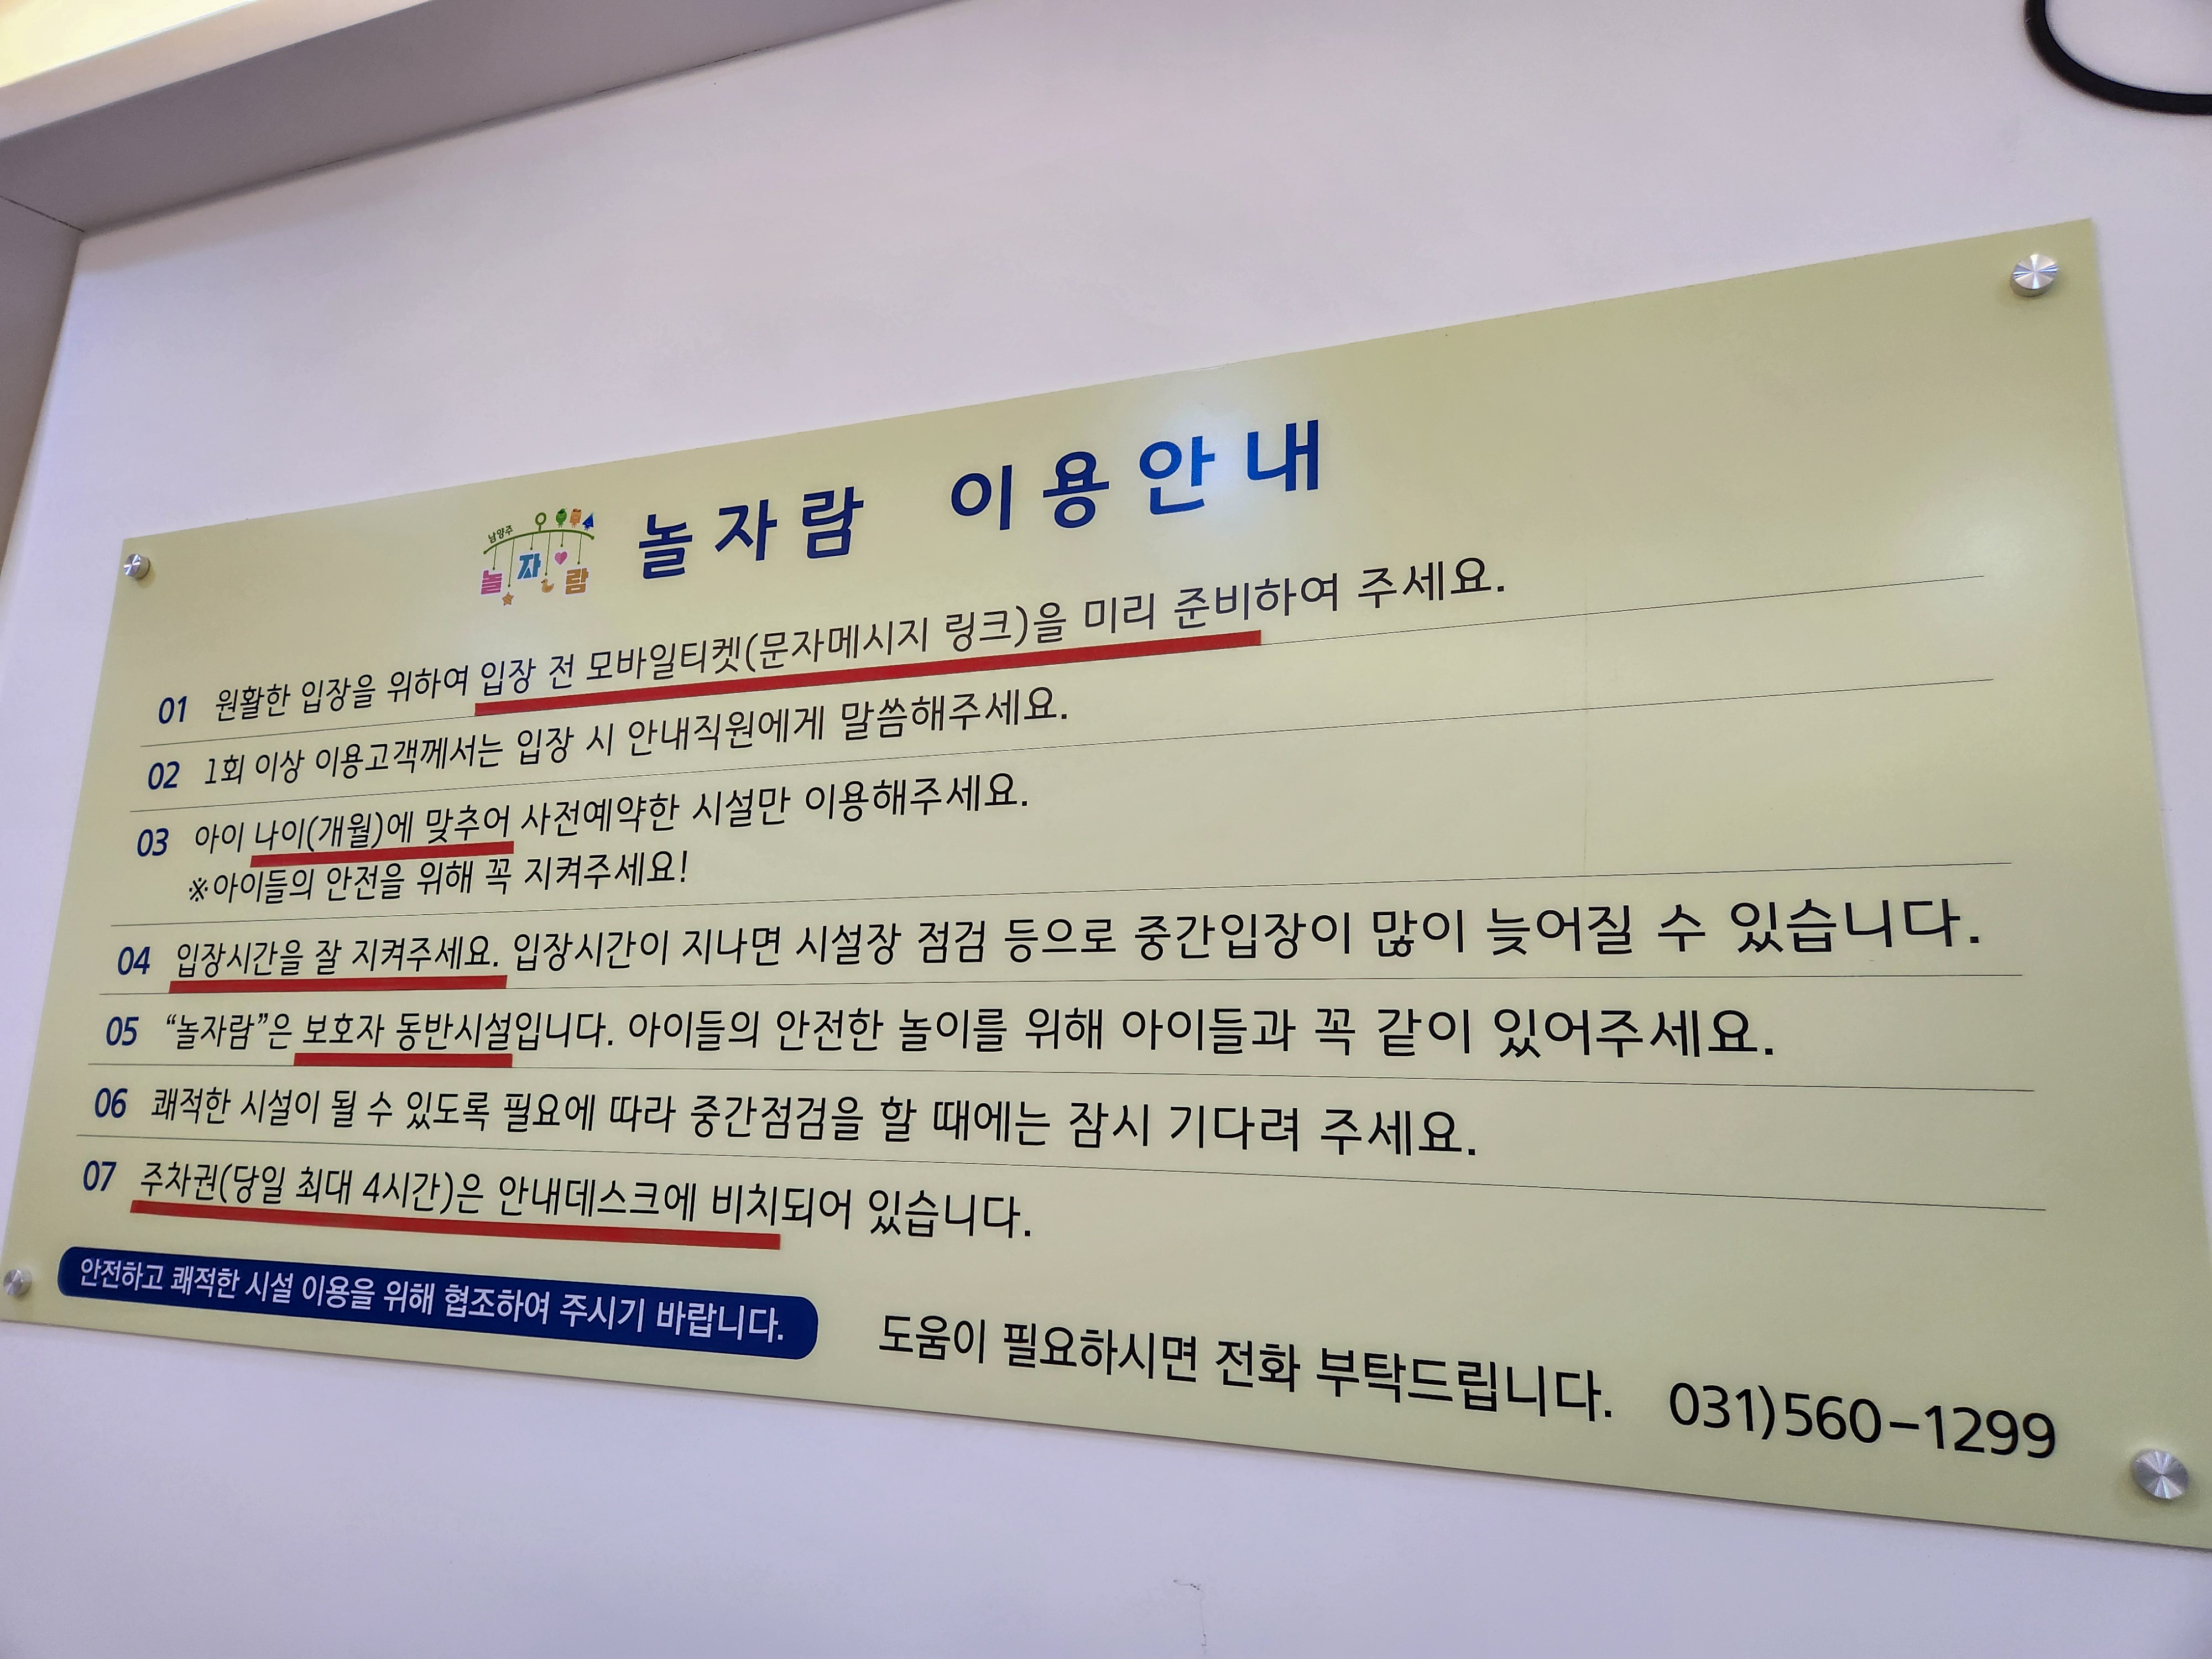 남양주
놀자람
놀자람 이용안내
01 원활한 입장을 위하여 입장 전 모바일티켓(문자메시지 링크)을 미리 준비하여 주세요.
02 1회 이상 이용고객께서는 입장 시 안내직원에게 말씀해주세요.
03 아이 나이(개월)에 맞추어 사전예약한 시설만 이용해주세요.
※아이들의 안전을 위해 꼭 지켜주세요!
04 입장시간을 잘 지켜주세요. 입장시간이 지나면 시설장 점검 등으로 중간입장이 많이 늦어질 수 있습니다.
05 “놀자람”은 보호자 동반시설입니다. 아이들의 안전한 놀이를 위해 아이들과 꼭 같이 있어주세요.
06 쾌적한 시설이 될 수 있도록 필요에 따라 중간점검을 할 때에는 잠시 기다려 주세요.
07 주차권(당일 최대 4시간)은 안내데스크에 비치되어 있습니다.
안전하고 쾌적한 시설 이용을 위해 협조하여 주시기 바랍니다.
도움이 필요하시면 전화 부탁드립니다. 031)560-1299